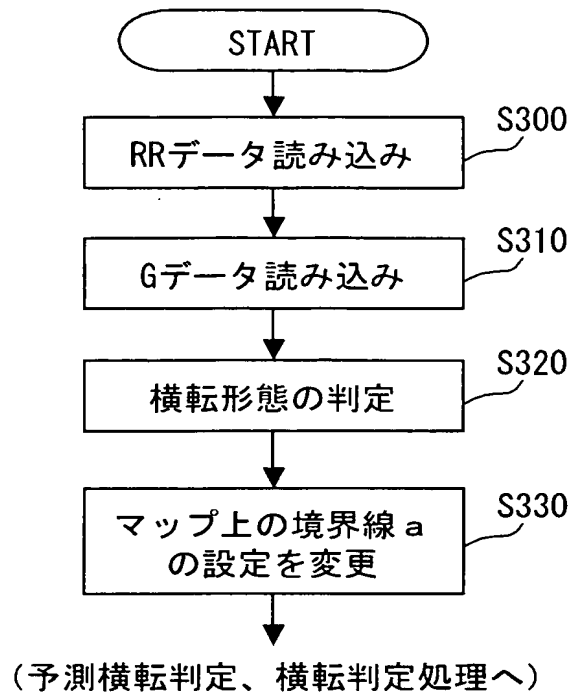 START
S300
RRデータ読み込み
S310
Gデータ読み込み
S320
横転形態の判定
S330
マップ上の境界線a
の設定を変更
(予測横転判定、横転判定処理へ)